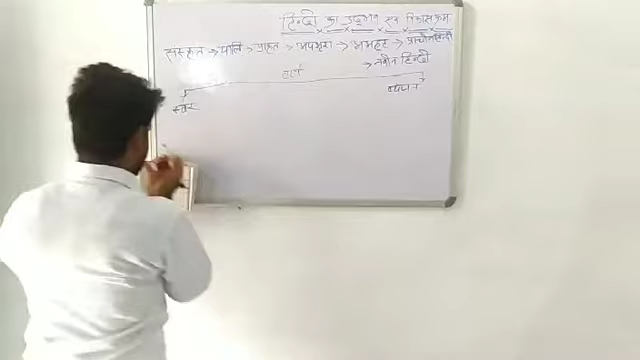 हिन्दी का उद्भव एवं विकासक्रम
संस्कृत → पालि → प्राकृत → अपभ्रंश → अवहट्ट → प्राचीन हिन्दी
→ नवीन हिन्दी
वर्ण
स्वर व्यंजन